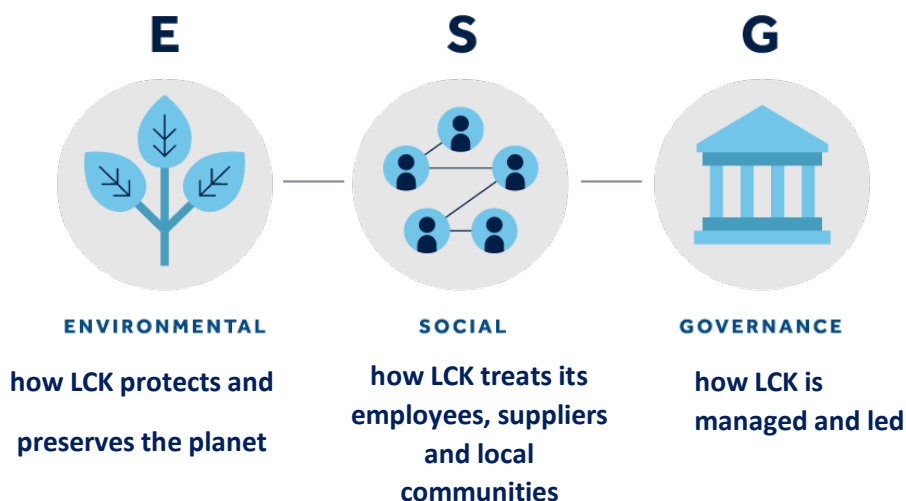 E
S
G
ENVIRONMENTAL
SOCIAL
GOVERNANCE
how LCK protects and
preserves the planet
how LCK treats its
employees, suppliers
and local
communities
how LCK is
managed and led